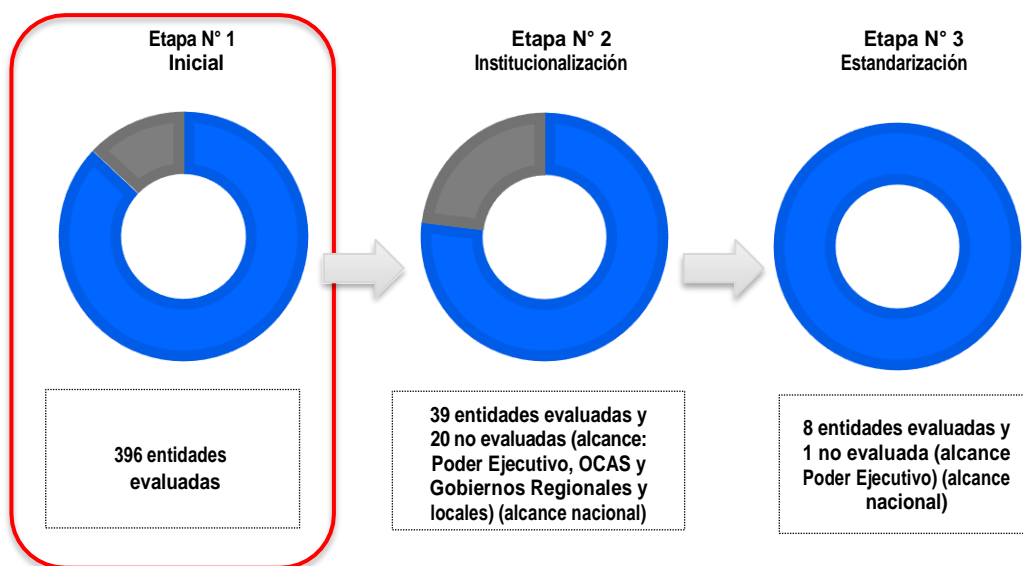 Etapa N° 1
Inicial
Etapa N° 2
Institucionalización
Etapa N° 3
Estandarización
396 entidades
evaluadas
39 entidades evaluadas y
20 no evaluadas (alcance:
Poder Ejecutivo, OCAS y
Gobiernos Regionales y
locales) (alcance nacional)
8 entidades evaluadas y
1 no evaluada (alcance
Poder Ejecutivo) (alcance
nacional)